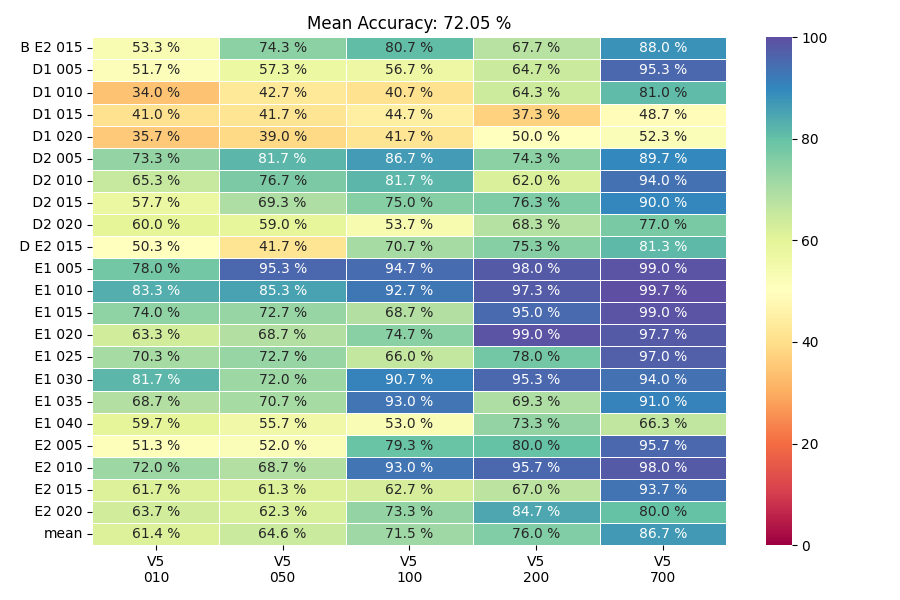 Mean Accuracy: 72.05 %
B E2 015 53.3 % 74.3 % 80.7 % 67.7 % 88.0 % 100
D1 005 51.7 % 57.3 % 56.7 % 64.7 % 95.3 %
D1 010 34.0 % 42.7 % 40.7 % 64.3 % 81.0 %
D1 015 41.0 % 41.7 % 44.7 % 37.3 % 48.7 %
D1 020 35.7 % 39.0 % 41.7 % 50.0 % 52.3 % 80
D2 005 73.3 % 81.7 % 86.7 % 74.3 % 89.7 %
D2 010 65.3 % 76.7 % 81.7 % 62.0 % 94.0 %
D2 015 57.7 % 69.3 % 75.0 % 76.3 % 90.0 %
D2 020 60.0 % 59.0 % 53.7 % 68.3 % 77.0 %
D E2 015 50.3 % 41.7 % 70.7 % 75.3 % 81.3 % 60
E1 005 78.0 % 95.3 % 94.7 % 98.0 % 99.0 %
E1 010 83.3 % 85.3 % 92.7 % 97.3 % 99.7 %
E1 015 74.0 % 72.7 % 68.7 % 95.0 % 99.0 %
E1 020 63.3 % 68.7 % 74.7 % 99.0 % 97.7 % 40
E1 025 70.3 % 72.7 % 66.0 % 78.0 % 97.0 %
E1 030 81.7 % 72.0 % 90.7 % 95.3 % 94.0 %
E1 035 68.7 % 70.7 % 93.0 % 69.3 % 91.0 %
E1 040 59.7 % 55.7 % 53.0 % 73.3 % 66.3 %
E2 005 51.3 % 52.0 % 79.3 % 80.0 % 95.7 % 20
E2 010 72.0 % 68.7 % 93.0 % 95.7 % 98.0 %
E2 015 61.7 % 61.3 % 62.7 % 67.0 % 93.7 %
E2 020 63.7 % 62.3 % 73.3 % 84.7 % 80.0 %
mean 61.4 % 64.6 % 71.5 % 76.0 % 86.7 % 0
V5 V5 V5 V5 V5
010 050 100 200 700